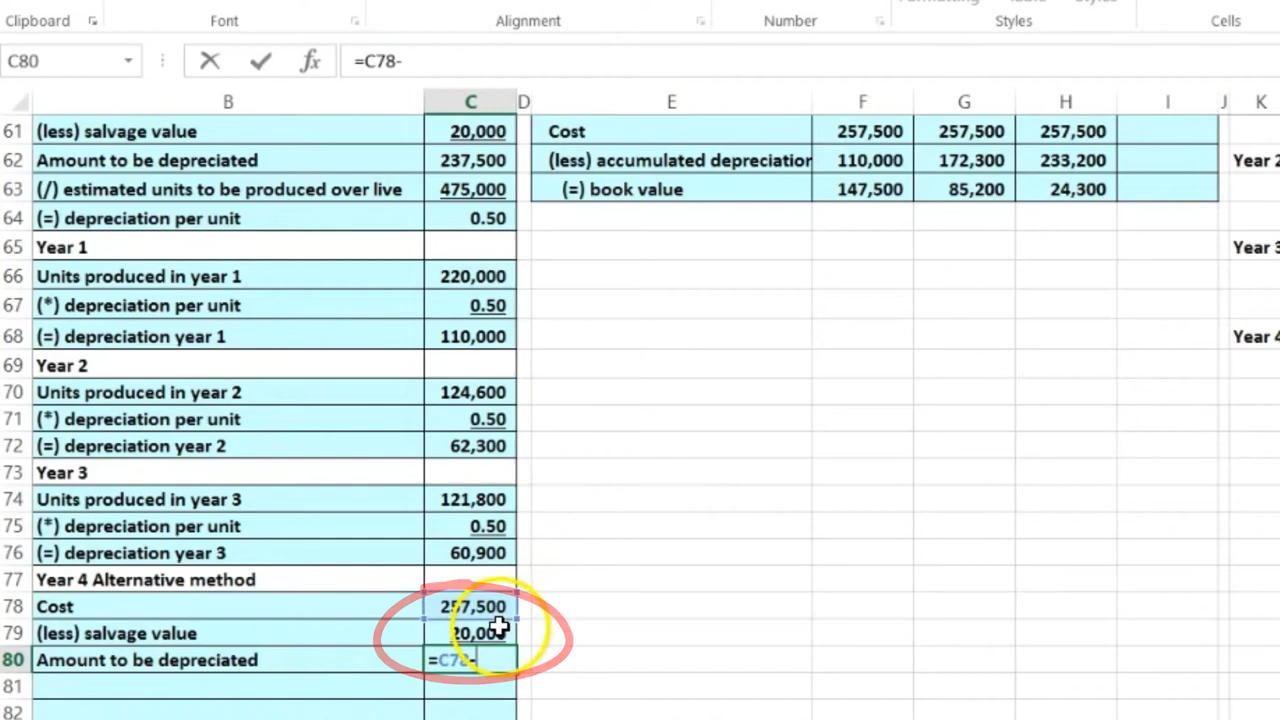 Clipboard Font Alignment Number Styles Cells
C80 fx =C78-
B C D E F G H I J K
61 (less) salvage value 20,000 Cost 257,500 257,500 257,500
62 Amount to be depreciated 237,500 (less) accumulated depreciation 110,000 172,300 233,200 Year 2
63 (/) estimated units to be produced over live 475,000 (=) book value 147,500 85,200 24,300
64 (=) depreciation per unit 0.50
65 Year 1 Year 3
66 Units produced in year 1 220,000
67 (*) depreciation per unit 0.50
68 (=) depreciation year 1 110,000 Year 4
69 Year 2
70 Units produced in year 2 124,600
71 (*) depreciation per unit 0.50
72 (=) depreciation year 2 62,300
73 Year 3
74 Units produced in year 3 121,800
75 (*) depreciation per unit 0.50
76 (=) depreciation year 3 60,900
77 Year 4 Alternative method
78 Cost 257,500
79 (less) salvage value 20,000
80 Amount to be depreciated =C78-
81
82